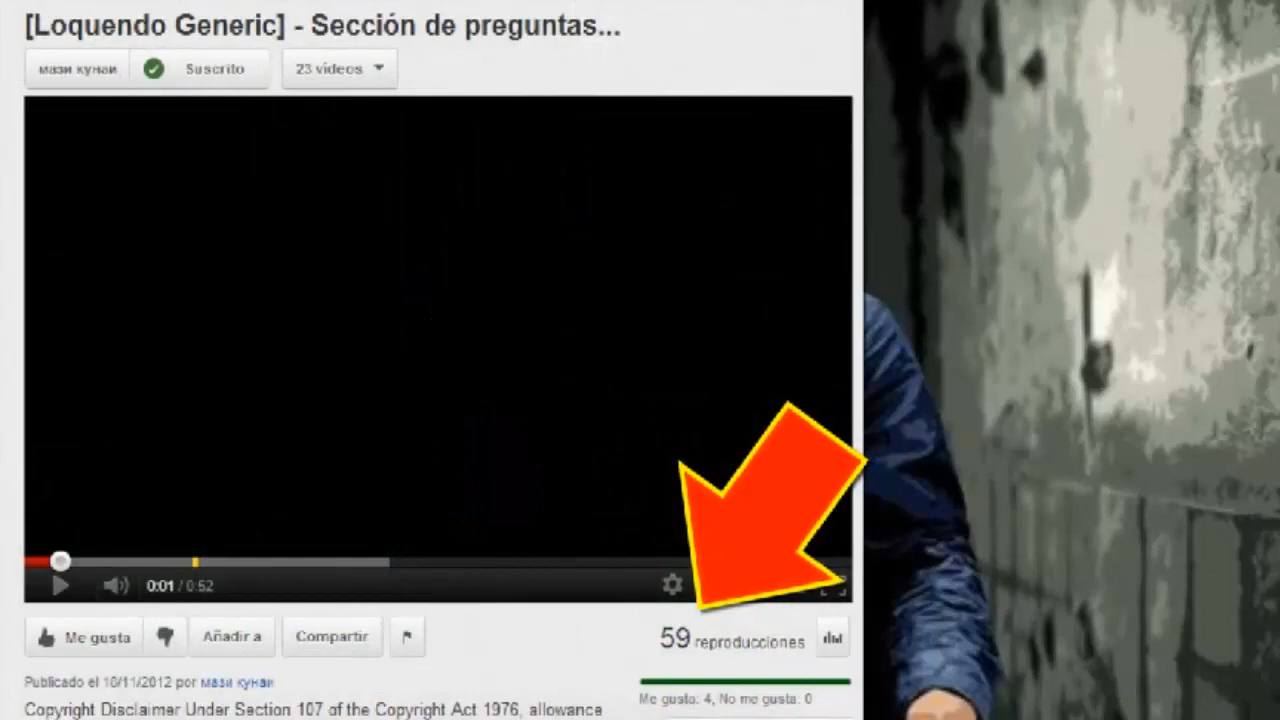 [Loquendo Generic] - Sección de preguntas...
мази кунаи Suscrito 23 vídeos
0:01 / 0:52
Me gusta Añadir a Compartir 59 reproducciones
Publicado el 18/11/2012 por мази кунаи
Me gusta: 4, No me gusta: 0
Copyright Disclaimer Under Section 107 of the Copyright Act 1976, allowance